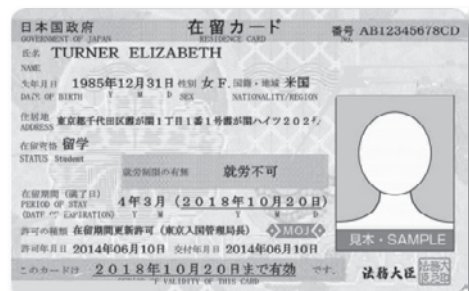 日本国政府 在留カード 番号 AB12345678CD
GOVERNMENT OF JAPAN RESIDENCE CARD No.
氏名 TURNER ELIZABETH
NAME
生年月日 1985年12月31日 性別 女 F. 国籍・地域 米国
DATE OF BIRTH Y M D SEX NATIONALITY/REGION
住居地 東京都千代田区霞が関1丁目1番1号霞が関ハイツ202号
ADDRESS
在留資格 留学
STATUS Student
就労制限の有無 就労不可
在留期間 (満了日) 4年3月 (2018年10月20日)
PERIOD OF STAY
(DATE OF EXPIRATION) Y M Y M D
許可の種類 在留期間更新許可 (東京入国管理局長) MOJ
許可年月日 2014年06月10日 交付年月日 2014年06月10日
見本・SAMPLE
このカードは 2018年10月20日まで有効 です。
PERIOD OF VALIDITY OF THIS CARD
法務大臣